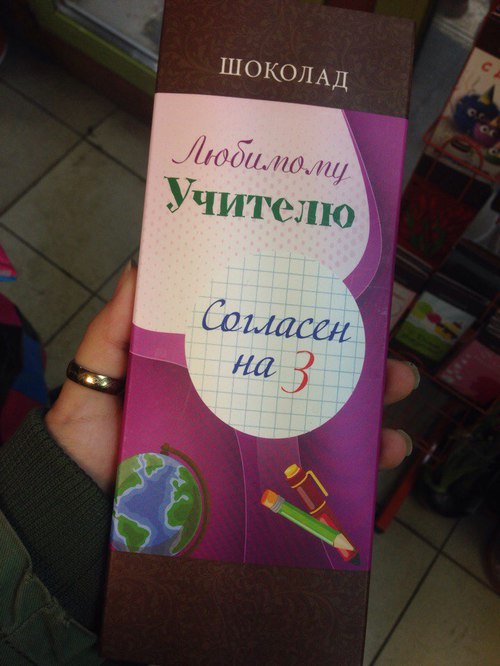 ШОКОЛАД
Любимому
Учителю
Согласен
на 3